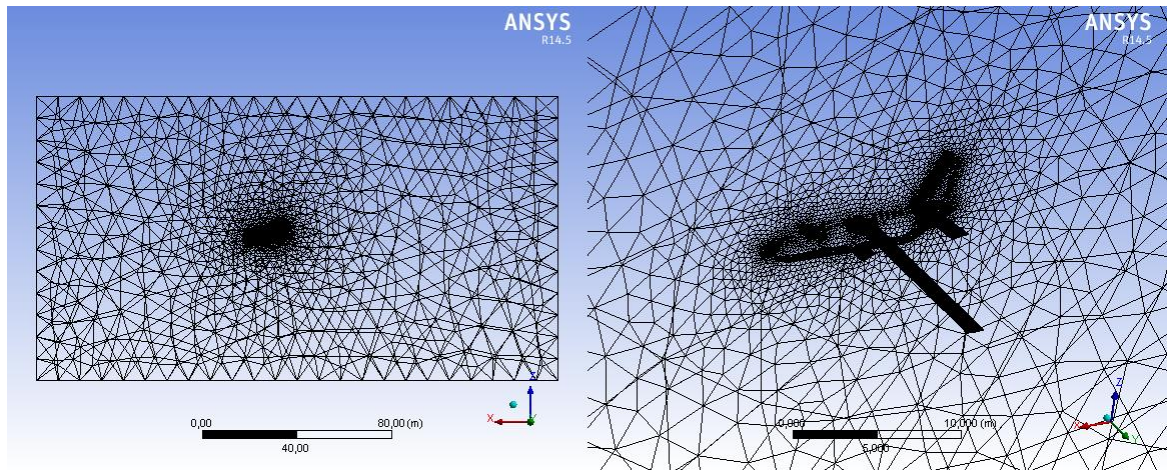 ANSYS
R14.5
Z
X
Y
0,00
80,00 (m)
40,00
ANSYS
R14.5
Z
X
Y
0,000
10,000 (m)
5,000